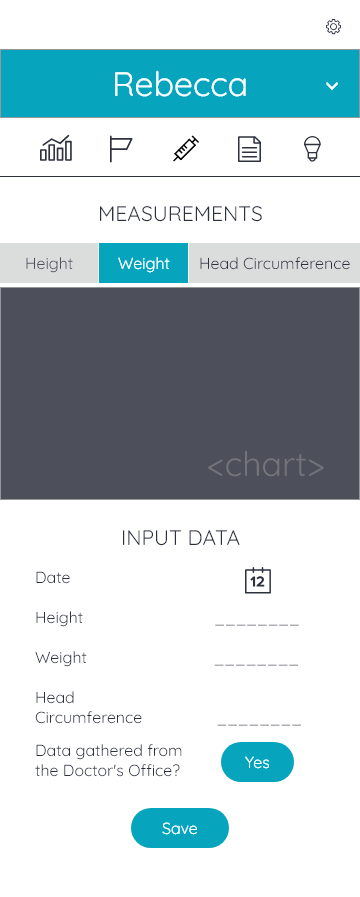 Rebecca
MEASUREMENTS
Height Weight Head Circumference
<chart>
INPUT DATA
Date 12
Height ________
Weight ________
Head
Circumference ________
Data gathered from
the Doctor's Office? Yes
Save